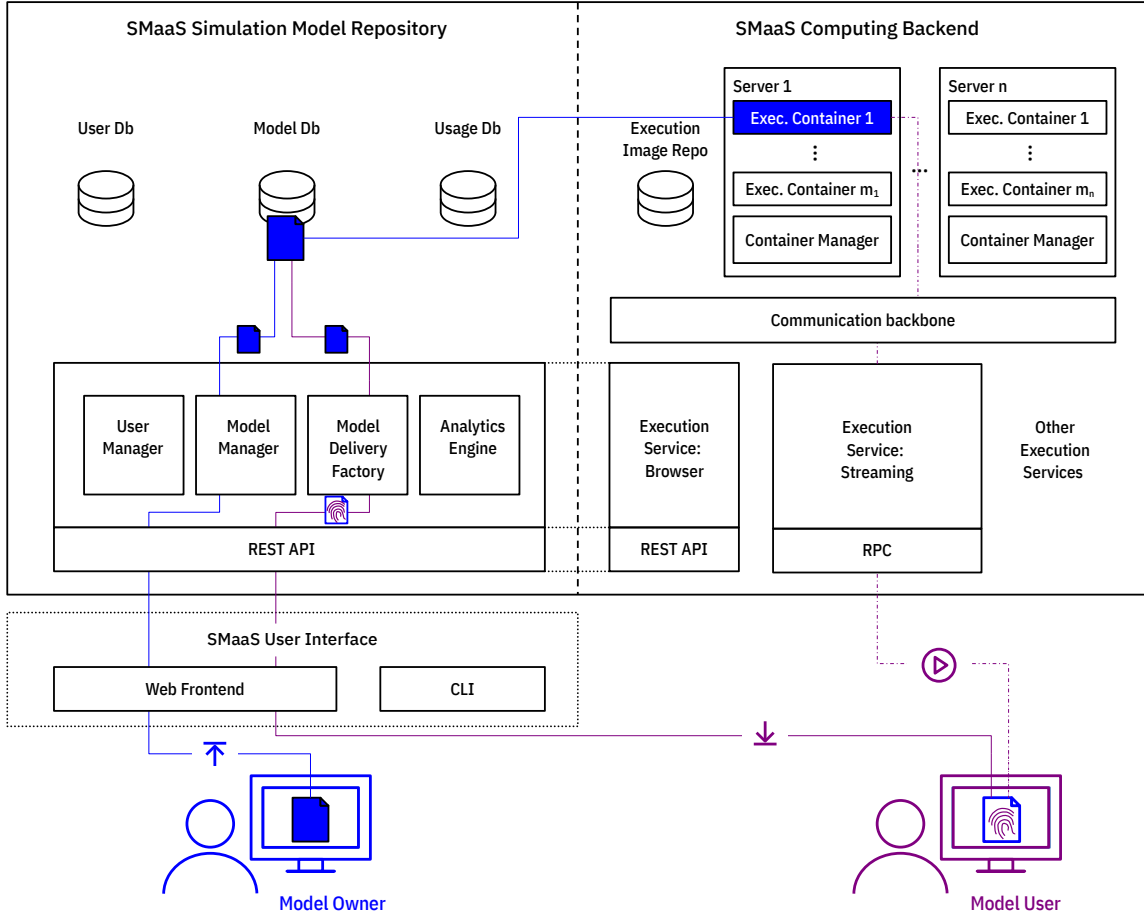 SMaaS Simulation Model Repository
SMaaS Computing Backend
User Db
Model Db
Usage Db
Execution
Image Repo
Server 1
Exec. Container 1
⋮
Exec. Container m₁
Container Manager
...
Server n
Exec. Container 1
⋮
Exec. Container mₙ
Container Manager
Communication backbone
User
Manager
Model
Manager
Model
Delivery
Factory
Analytics
Engine
REST API
Execution
Service:
Browser
REST API
Execution
Service:
Streaming
RPC
Other
Execution
Services
SMaaS User Interface
Web Frontend
CLI
Model Owner
Model User